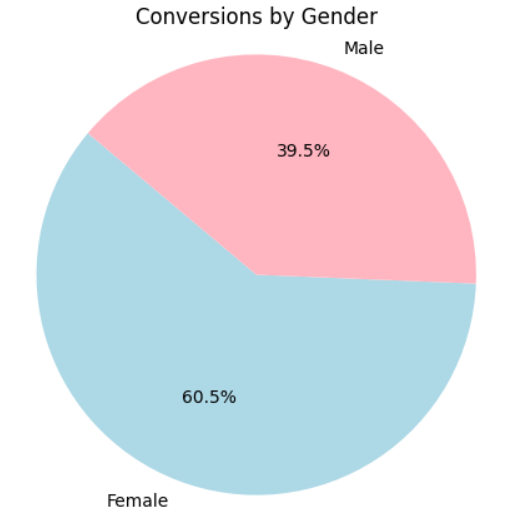 Conversions by Gender
Male
39.5%
60.5%
Female